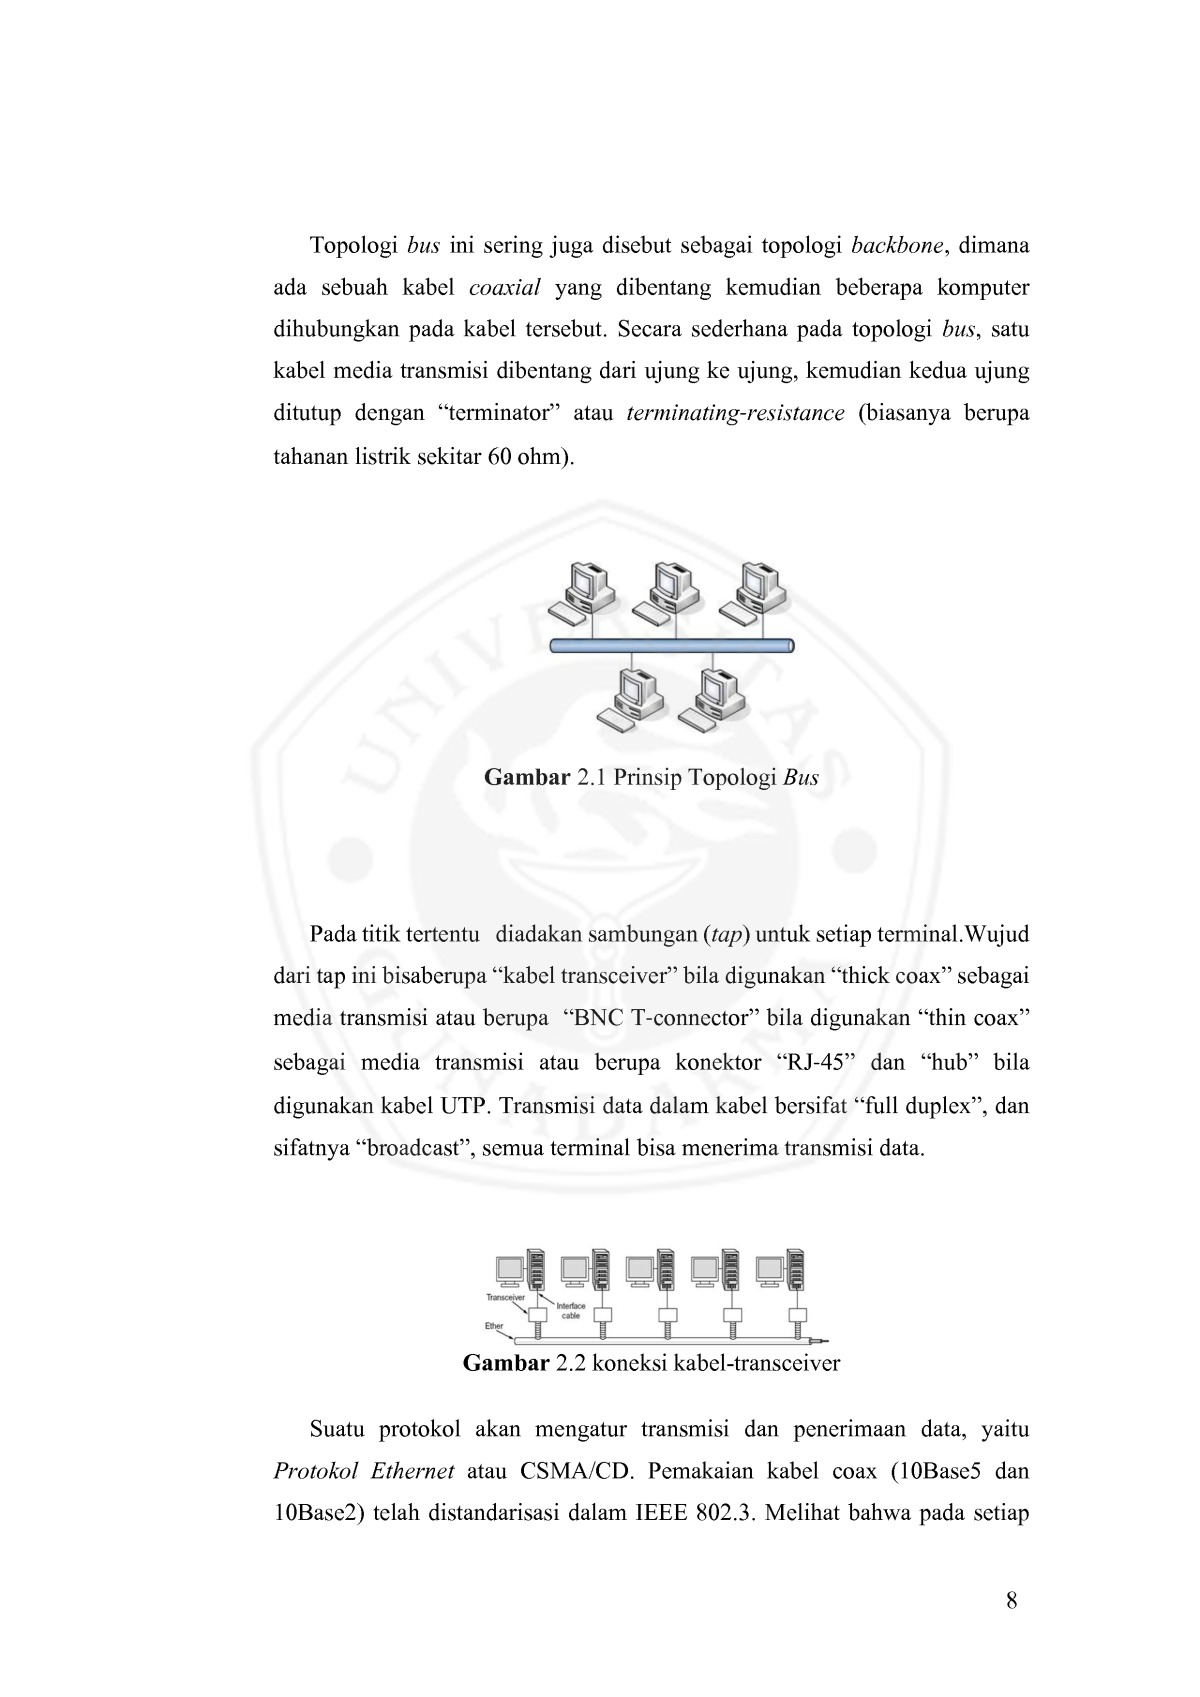 Topologi bus ini sering juga disebut sebagai topologi backbone, dimana
ada sebuah kabel coaxial yang dibentang kemudian beberapa komputer
dihubungkan pada kabel tersebut. Secara sederhana pada topologi bus, satu
kabel media transmisi dibentang dari ujung ke ujung, kemudian kedua ujung
ditutup dengan “terminator” atau terminating-resistance (biasanya berupa
tahanan listrik sekitar 60 ohm).
UNIVERSITAS
Gambar 2.1 Prinsip Topologi Bus
Pada titik tertentu diadakan sambungan (tap) untuk setiap terminal.Wujud
dari tap ini bisaberupa “kabel transceiver” bila digunakan “thick coax” sebagai
media transmisi atau berupa “BNC T-connector” bila digunakan “thin coax”
sebagai media transmisi atau berupa konektor “RJ-45” dan “hub” bila
digunakan kabel UTP. Transmisi data dalam kabel bersifat “full duplex”, dan
sifatnya “broadcast”, semua terminal bisa menerima transmisi data.
DARMA
Transceiver
Interface
cable
Ether
Gambar 2.2 koneksi kabel-transceiver
Suatu protokol akan mengatur transmisi dan penerimaan data, yaitu
Protokol Ethernet atau CSMA/CD. Pemakaian kabel coax (10Base5 dan
10Base2) telah distandarisasi dalam IEEE 802.3. Melihat bahwa pada setiap
8